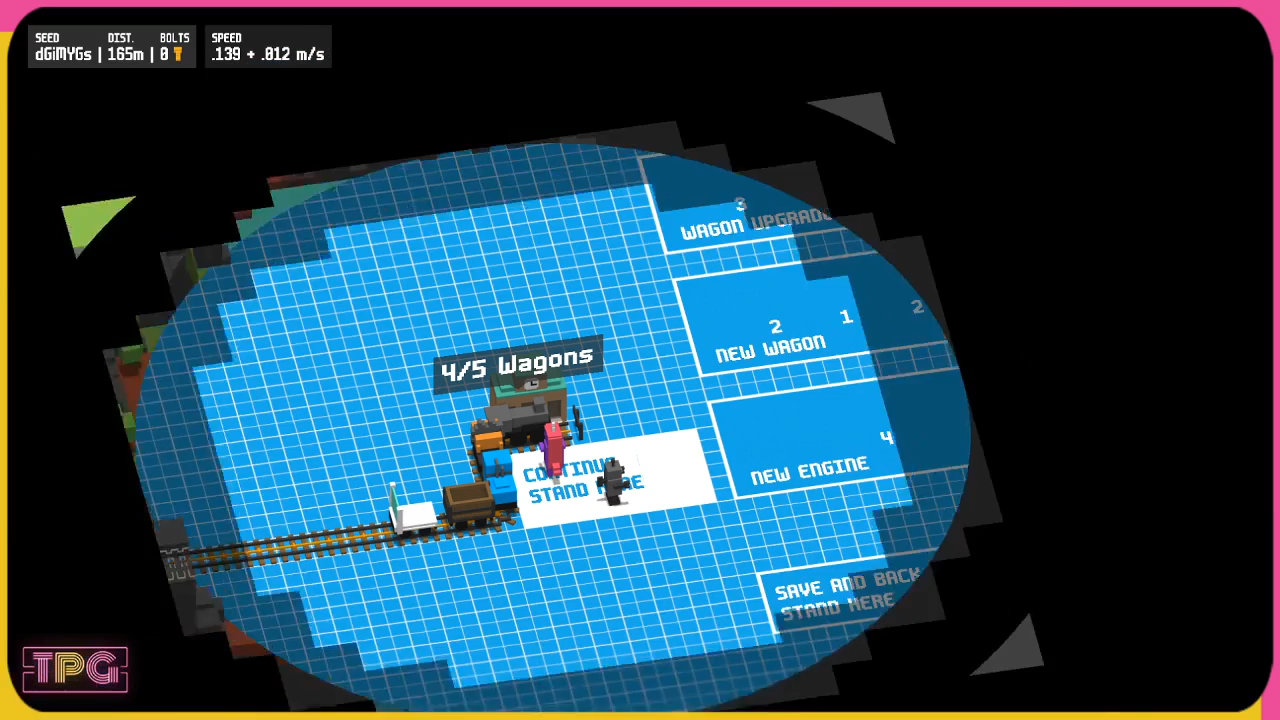 SEED DIST. BOLTS
dGiMYGs | 165m | 0
SPEED
.139 + .012 m/s
3
WAGON UPGRADE
2 1 2
NEW WAGON
4/5 Wagons
4
NEW ENGINE
CONTINUE
STAND HERE
SAVE AND BACK
STAND HERE
TPG